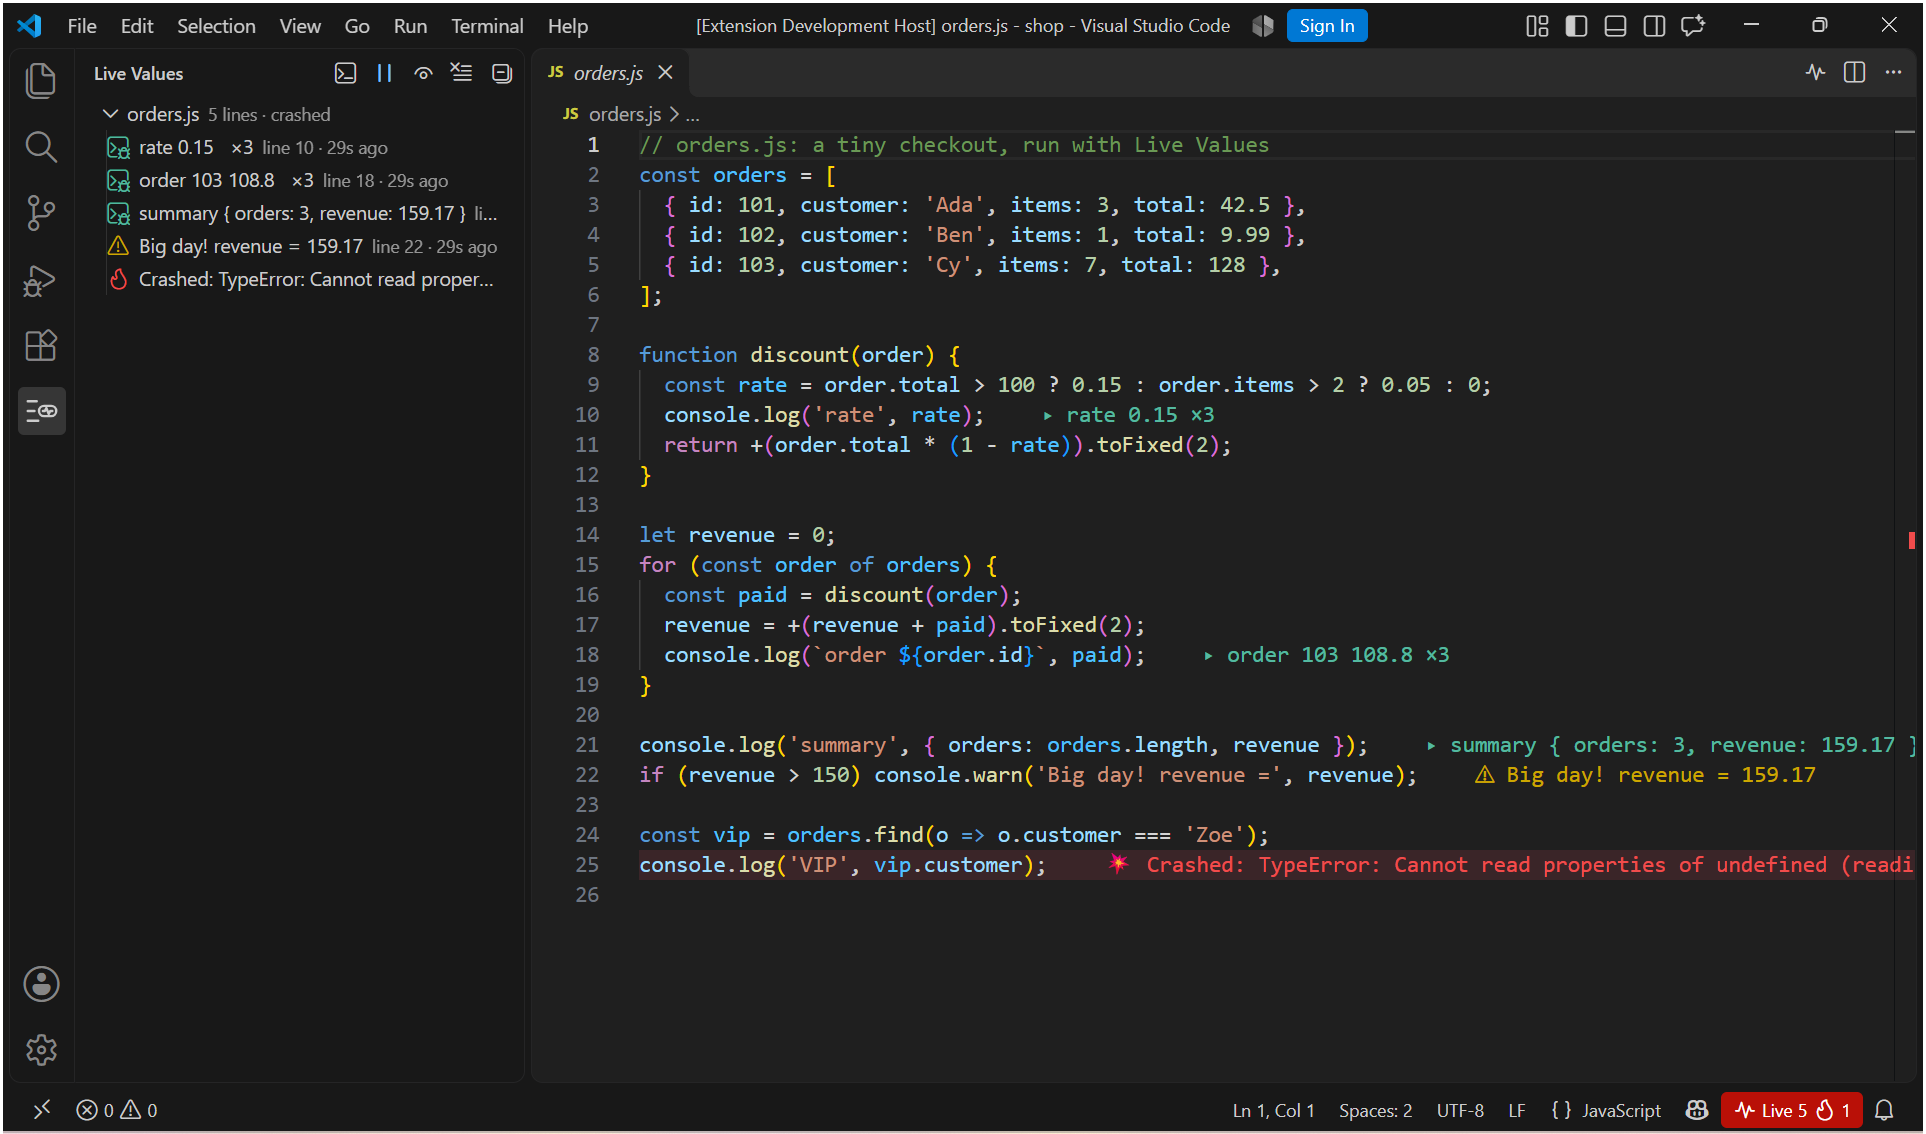 File Edit Selection View Go Run Terminal Help [Extension Development Host] orders.js - shop - Visual Studio Code Sign In
Live Values
orders.js 5 lines · crashed
rate 0.15 ×3 line 10 · 29s ago
order 103 108.8 ×3 line 18 · 29s ago
summary { orders: 3, revenue: 159.17 } li...
Big day! revenue = 159.17 line 22 · 29s ago
Crashed: TypeError: Cannot read proper...
JS orders.js
JS orders.js > ...
1 // orders.js: a tiny checkout, run with Live Values
2 const orders = [
3 { id: 101, customer: 'Ada', items: 3, total: 42.5 },
4 { id: 102, customer: 'Ben', items: 1, total: 9.99 },
5 { id: 103, customer: 'Cy', items: 7, total: 128 },
6 ];
7
8 function discount(order) {
9 const rate = order.total > 100 ? 0.15 : order.items > 2 ? 0.05 : 0;
10 console.log('rate', rate); ▸ rate 0.15 ×3
11 return +(order.total * (1 - rate)).toFixed(2);
12 }
13
14 let revenue = 0;
15 for (const order of orders) {
16 const paid = discount(order);
17 revenue = +(revenue + paid).toFixed(2);
18 console.log(`order ${order.id}`, paid); ▸ order 103 108.8 ×3
19 }
20
21 console.log('summary', { orders: orders.length, revenue }); ▸ summary { orders: 3, revenue: 159.17 }
22 if (revenue > 150) console.warn('Big day! revenue =', revenue); ⚠ Big day! revenue = 159.17
23
24 const vip = orders.find(o => o.customer === 'Zoe');
25 console.log('VIP', vip.customer); Crashed: TypeError: Cannot read properties of undefined (readi
26
0 0 Ln 1, Col 1 Spaces: 2 UTF-8 LF { } JavaScript Live 5 1